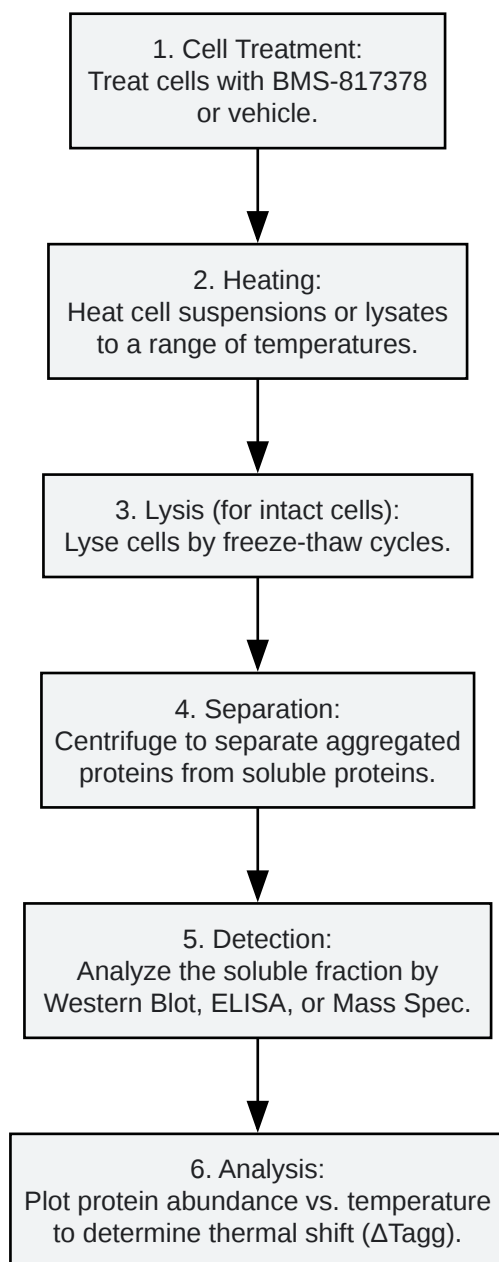 1. Cell Treatment:
Treat cells with BMS-817378
or vehicle.
2. Heating:
Heat cell suspensions or lysates
to a range of temperatures.
3. Lysis (for intact cells):
Lyse cells by freeze-thaw cycles.
4. Separation:
Centrifuge to separate aggregated
proteins from soluble proteins.
5. Detection:
Analyze the soluble fraction by
Western Blot, ELISA, or Mass Spec.
6. Analysis:
Plot protein abundance vs. temperature
to determine thermal shift (ΔTagg).